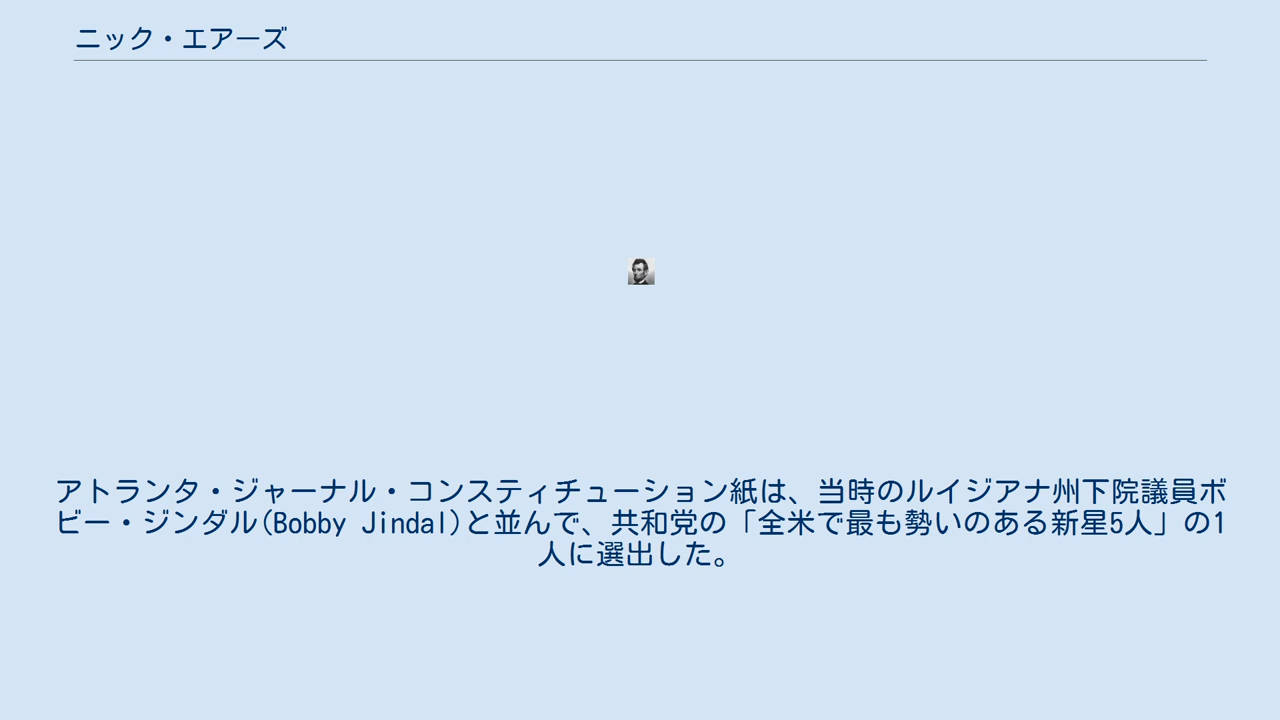 ニック・エアーズ
アトランタ・ジャーナル・コンスティチューション紙は、当時のルイジアナ州下院議員ボ
ビー・ジンダル(Bobby Jindal)と並んで、共和党の「全米で最も勢いのある新星5人」の1
人に選出した。